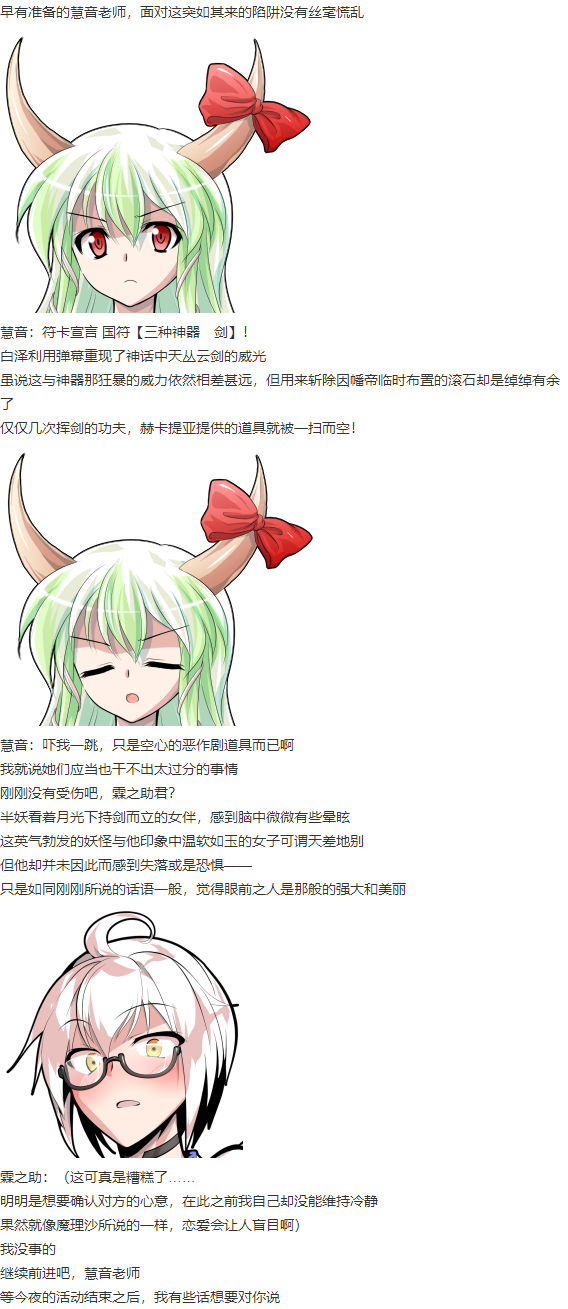 早有准备的慧音老师，面对这突如其来的陷阱没有丝毫慌乱
慧音：符卡宣言 国符【三种神器　剑】！
白泽利用弹幕重现了神话中天丛云剑的威光
虽说这与神器那狂暴的威力依然相差甚远，但用来斩除因幡帝临时布置的滚石却是绰绰有余
了
仅仅几次挥剑的功夫，赫卡提亚提供的道具就被一扫而空！
慧音：吓我一跳，只是空心的恶作剧道具而已啊
我就说她们应当也干不出太过分的事情
刚刚没有受伤吧，霖之助君？
半妖看着月光下持剑而立的女伴，感到脑中微微有些晕眩
这英气勃发的妖怪与他印象中温软如玉的女子可谓天差地别
但他却并未因此而感到失落或是恐惧——
只是如同刚刚所说的话语一般，觉得眼前之人是那般的强大和美丽
霖之助：（这可真是糟糕了……
明明是想要确认对方的心意，在此之前我自己却没能维持冷静
果然就像魔理沙所说的一样，恋爱会让人盲目啊）
我没事的
继续前进吧，慧音老师
等今夜的活动结束之后，我有些话想要对你说